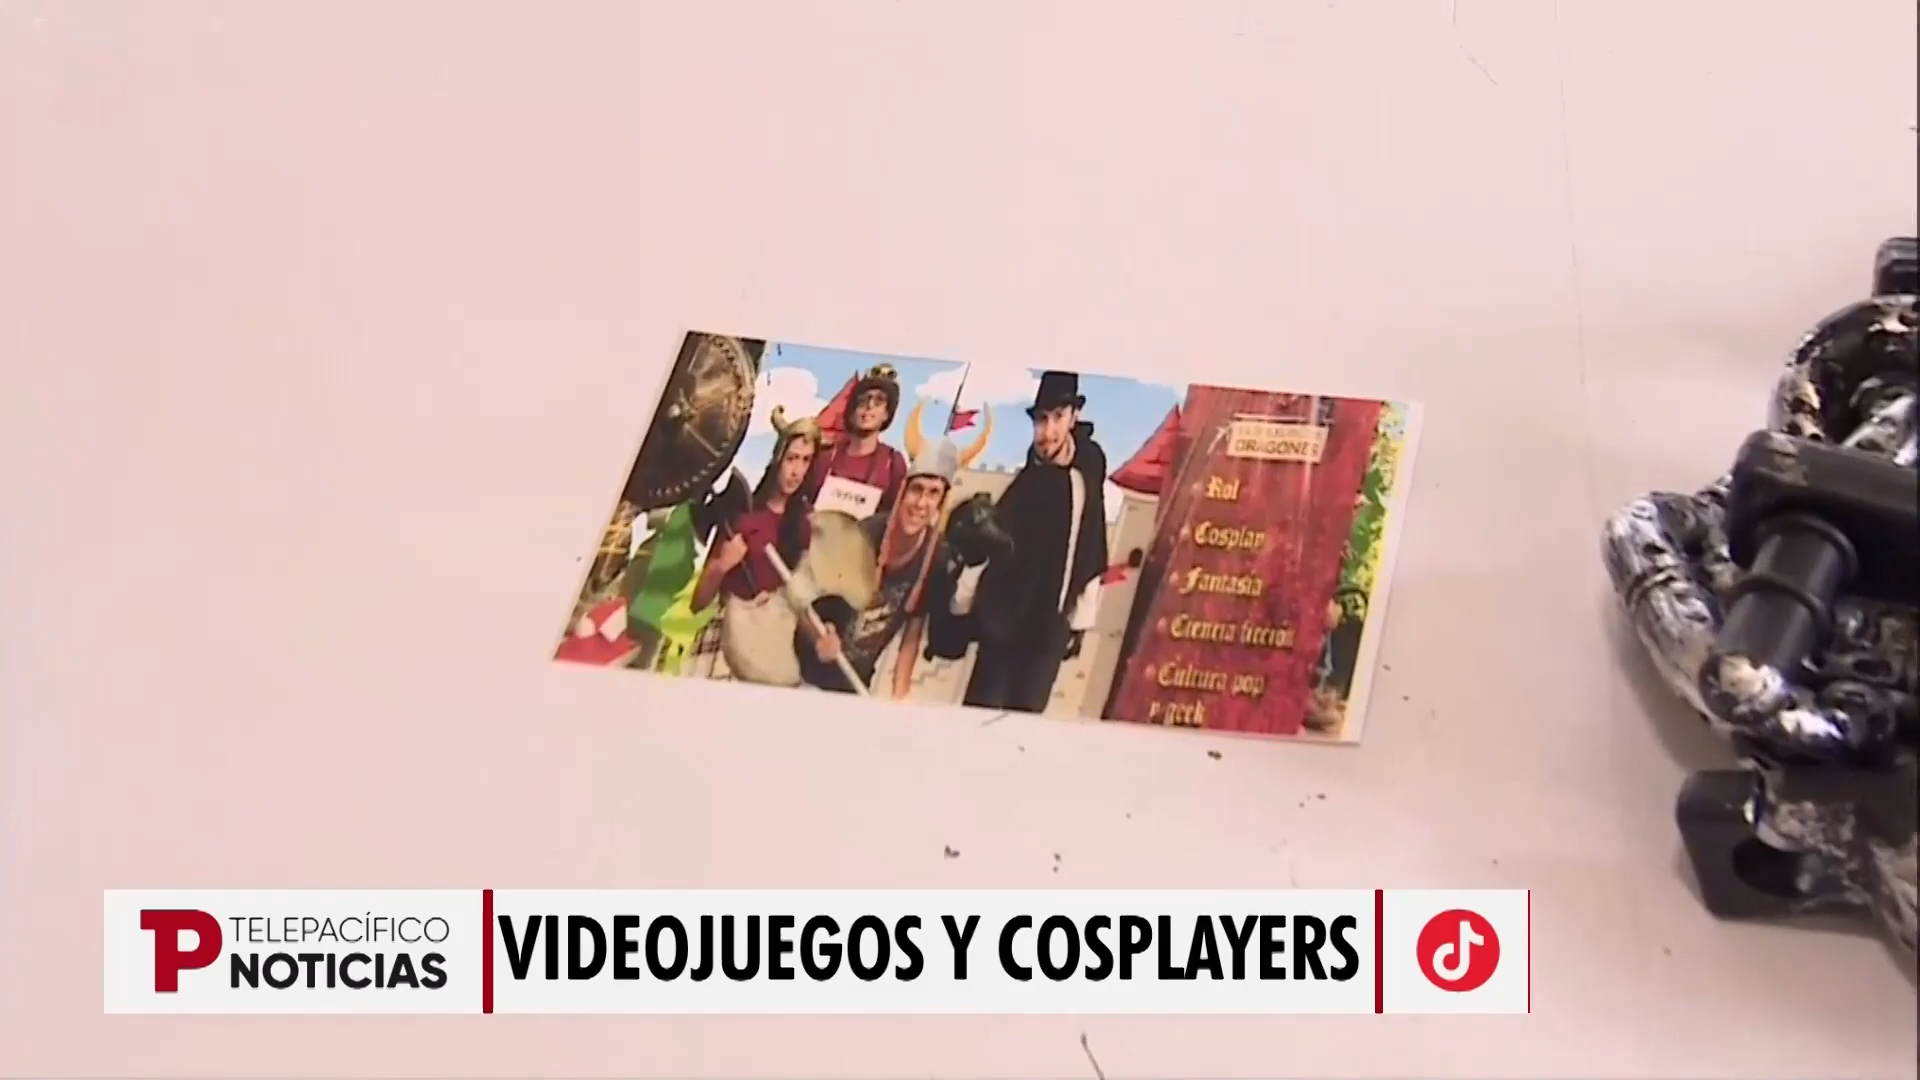 DRAGONES
• Rol
• Cosplay
• Fantasía
• Ciencia ficción
• Cultura pop
y geek
TELEPACÍFICO
NOTICIAS
VIDEOJUEGOS Y COSPLAYERS